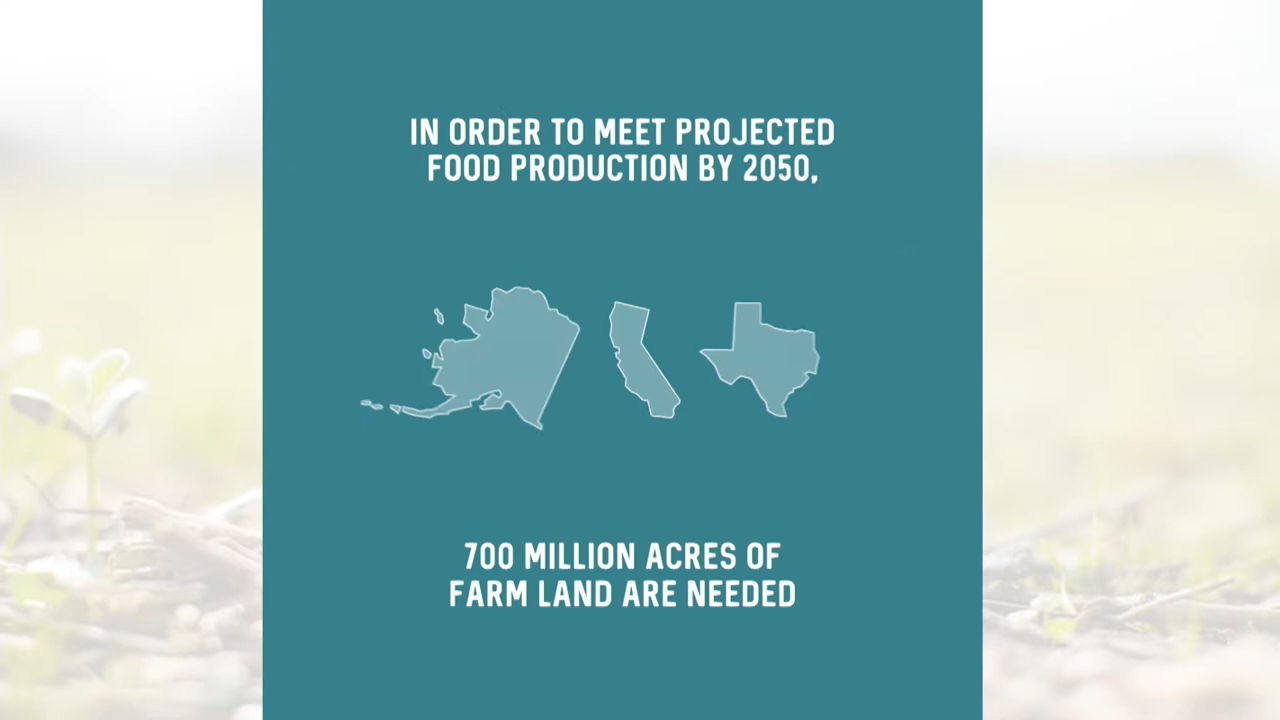 IN ORDER TO MEET PROJECTED
FOOD PRODUCTION BY 2050,
700 MILLION ACRES OF
FARM LAND ARE NEEDED